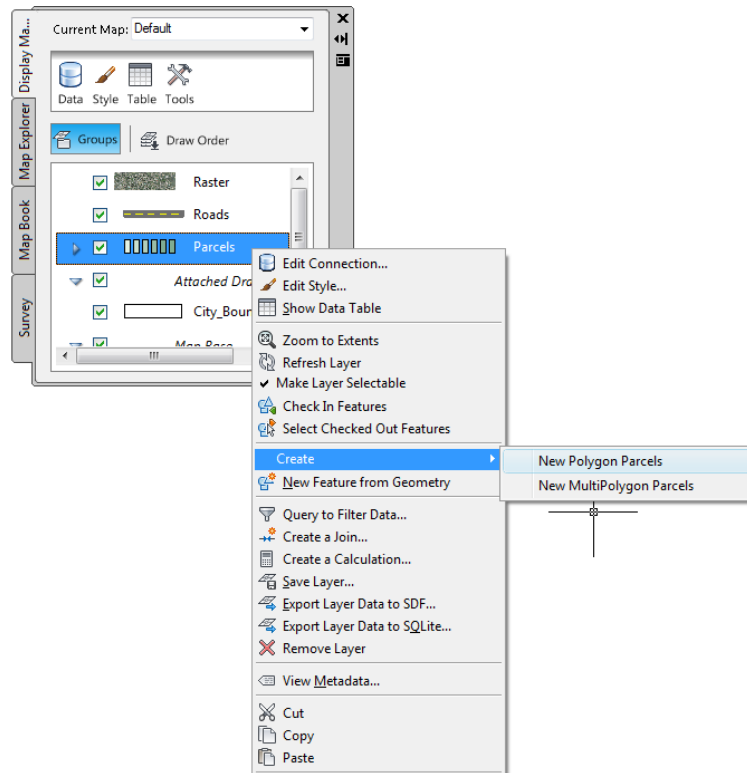 Current Map: Default
Display Ma...
Map Explorer
Map Book
Survey
Data Style Table Tools
Groups Draw Order
Raster
Roads
Parcels
Attached Dra
City_Boun
Map Base
Edit Connection...
Edit Style...
Show Data Table
Zoom to Extents
Refresh Layer
Make Layer Selectable
Check In Features
Select Checked Out Features
Create
New Polygon Parcels
New MultiPolygon Parcels
New Feature from Geometry
Query to Filter Data...
Create a Join...
Create a Calculation...
Save Layer...
Export Layer Data to SDF...
Export Layer Data to SQLite...
Remove Layer
View Metadata...
Cut
Copy
Paste